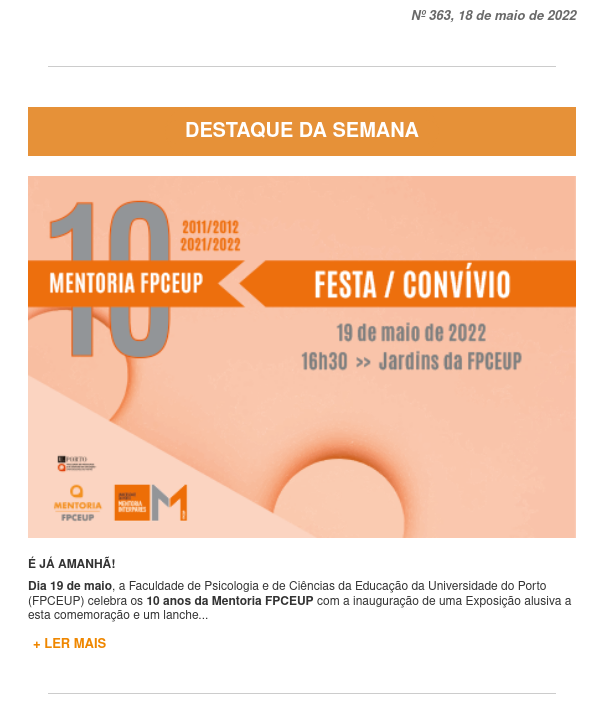 Nº 363, 18 de maio de 2022
DESTAQUE DA SEMANA
10
2011/2012
2021/2022
MENTORIA FPCEUP
FESTA / CONVÍVIO
19 de maio de 2022
16h30 >> Jardins da FPCEUP
U.PORTO
MENTORIA
FPCEUP
MENTORIA
INTERPARES
É JÁ AMANHÃ!
Dia 19 de maio, a Faculdade de Psicologia e de Ciências da Educação da Universidade do Porto
(FPCEUP) celebra os 10 anos da Mentoria FPCEUP com a inauguração de uma Exposição alusiva a
esta comemoração e um lanche...
+ LER MAIS